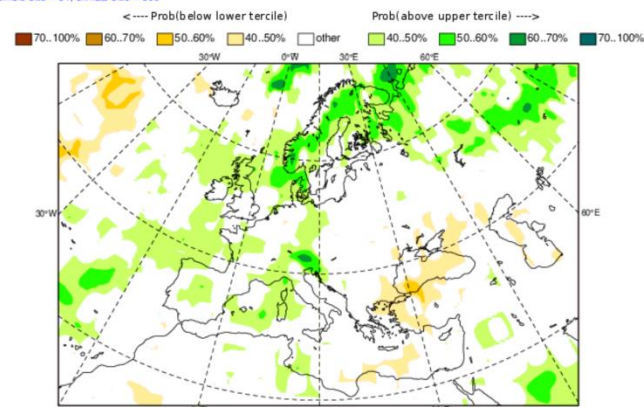 <---- Prob(below lower tercile) Prob(above upper tercile) ---->
70..100% 60..70% 50..60% 40..50% other 40..50% 50..60% 60..70% 70..100%
30°W 0°W 30°E 60°E
30°W 60°E